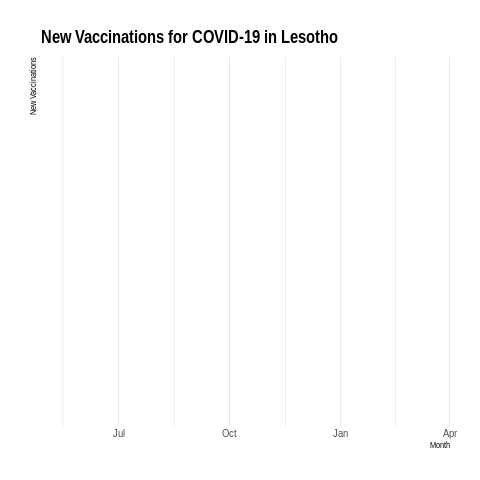 New Vaccinations for COVID-19 in Lesotho
New Vaccinations
Jul Oct Jan Apr
Month